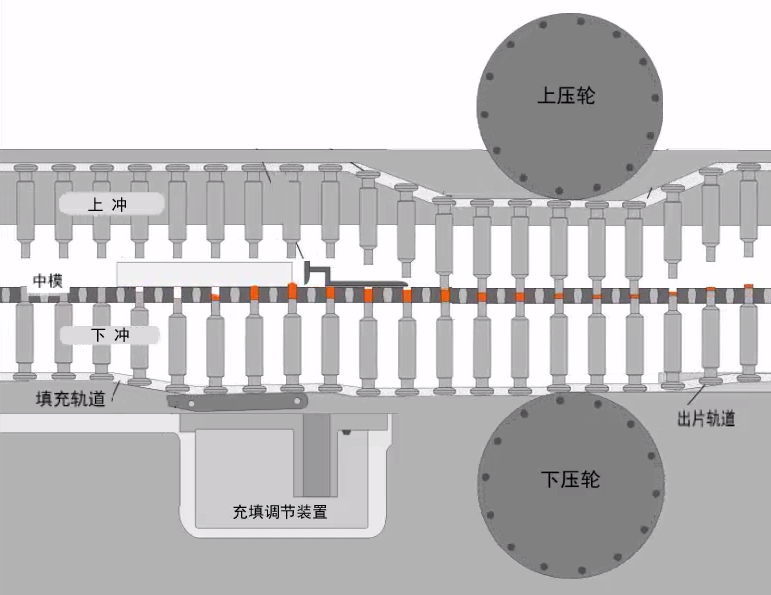 上压轮
上 冲
中模
下 冲
填充轨道
出片轨道
下压轮
充填调节装置